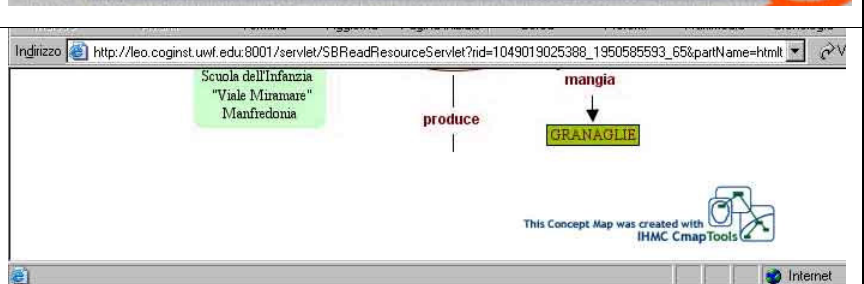 Indirizzo http://leo.coginst.uwf.edu:8001/servlet/SBReadResourceServlet?rid=1049019025388_1950585593_65&partName=htmlt
Scuola dell'Infanzia
"Viale Miramare"
Manfredonia
produce
mangia
GRANAGLIE
This Concept Map was created with
IHMC CmapTools
Internet